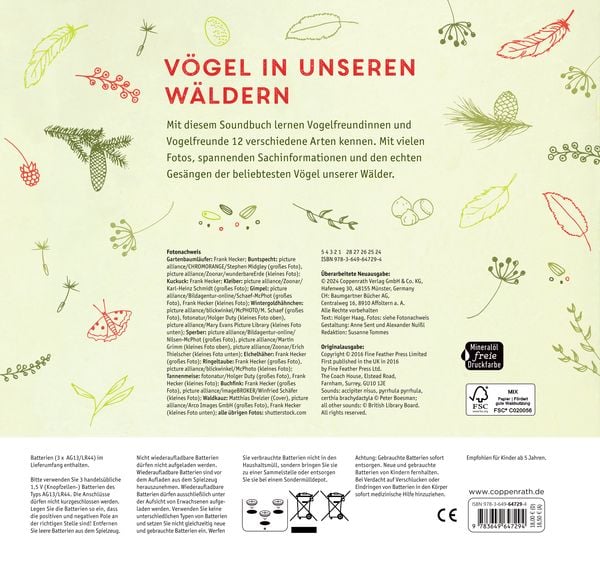 VÖGEL IN UNSEREN
WÄLDERN
Mit diesem Soundbuch lernen Vogelfreundinnen und
Vogelfreunde 12 verschiedene Arten kennen. Mit vielen
Fotos, spannenden Sachinformationen und den echten
Gesängen der beliebtesten Vögel unserer Wälder.
Fotonachweis
Gartenbaumläufer: Frank Hecker; Buntspecht: picture
alliance/CHROMORANGE/Stephen Midgley (großes Foto),
picture alliance/Zoonar/wunderbareErde (kleines Foto);
Kuckuck: Frank Hecker; Kleiber: picture alliance/Zoonar/
Karl-Heinz Schmidt (großes Foto); Gimpel: picture
alliance/Bildagentur-online/Schaef-McPhot (großes
Foto), Frank Hecker (kleines Foto); Wintergoldhähnchen:
picture alliance/blickwinkel/McPHOTO/M. Schaef (großes
Foto), fotonatur/Holger Duty (kleines Foto), picture
alliance/Mary Evans Picture Library (kleines Foto
unten); Sperber: picture alliance/Bildagentur-online/
Nilsen-McPhot (großes Foto), picture alliance/Martin
Grimm (kleines Foto oben), picture alliance/Zoonar/Erich
Thielscher (kleines Foto unten); Eichelhäher: Frank
Hecker; Ringeltaube: Frank Hecker (großes Foto), picture
alliance/blickwinkel/McPHOTO (kleines Foto);
Tannenmeise: fotonatur/Holger Duty (großes Foto), Frank
Hecker (kleines Foto); Buchfink: Frank Hecker (großes
Foto), picture alliance/imageBROKER/Winfried Schäfer
(kleines Foto); Waldkauz: Matthias Dreizler (Cover), picture
alliance/Arco Images GmbH (großes Foto), Frank Hecker
(kleines Foto unten); alle übrigen Fotos: shutterstock.com
5 4 3 2 1 28 27 26 25 24
ISBN 978-3-649-64729-4
Überarbeitete Neuausgabe:
© 2024 Coppenrath Verlag GmbH & Co. KG,
Hafenweg 30, 48155 Münster, Germany
CH: Baumgartner Bücher AG,
Centralweg 16, 8910 Affoltern a. A.
Alle Rechte vorbehalten
Text: Holger Haag, Fotos: siehe Fotonachweis
Gestaltung: Anne Sent und Alexander Nuißl
Redaktion: Susanne Tommes
Originalausgabe:
Copyright © 2016 Fine Feather Press Limited
First published in the UK in 2016
by Fine Feather Press Ltd.
The Coach House, Elstead Road,
Farnham, Surrey, GU10 1JE
Sounds: accipiter nisus, pyrrhula pyrrhula,
certhia brachydactyla © Peter Boesman;
all other sounds: © British Library Board.
All rights reserved.
Mineralöl
freie
Druckfarbe
FSC
www.fsc.org
MIX
Papier | Fördert
gute Waldnutzung
FSC® C020056
Batterien (3 x AG13/LR44) im
Lieferumfang enthalten.
Bitte verwenden Sie 3 handelsübliche
1,5 V (Knopfzellen-) Batterien des
Typs AG13/LR44. Die Anschlüsse
dürfen nicht kurzgeschlossen werden.
Legen Sie die Batterien so ein, dass
die positiven und negativen Pole an
der richtigen Stelle sind! Entfernen
Sie leere Batterien aus dem Spielzeug.
Nicht wiederaufladbare Batterien
dürfen nicht aufgeladen werden.
Wiederaufladbare Batterien sind vor
dem Aufladen aus dem Spielzeug
herauszunehmen. Wiederaufladbare
Batterien dürfen ausschließlich unter
der Aufsicht von Erwachsenen aufge-
laden werden. Verwenden Sie keine
unterschiedlichen Typen von Batterien
und setzen Sie nicht gleichzeitig neue
und gebrauchte Batterien ein. Werfen
Sie verbrauchte Batterien nicht in den
Haushaltsmüll, sondern bringen Sie sie
zu einer Sammelstelle oder entsorgen
Sie sie bei einem Sondermülldepot.
Achtung: Gebrauchte Batterien sofort
entsorgen. Neue und gebrauchte
Batterien von Kindern fernhalten.
Bei Verdacht auf Verschlucken oder
Eindringen von Batterien in den Körper
sofort medizinische Hilfe hinzuziehen.
CE
Empfohlen für Kinder ab 5 Jahren.
www.coppenrath.de
ISBN 978-3-649-64729-4
9 783649 647294
18,00 € (D)
18,50 € (A)